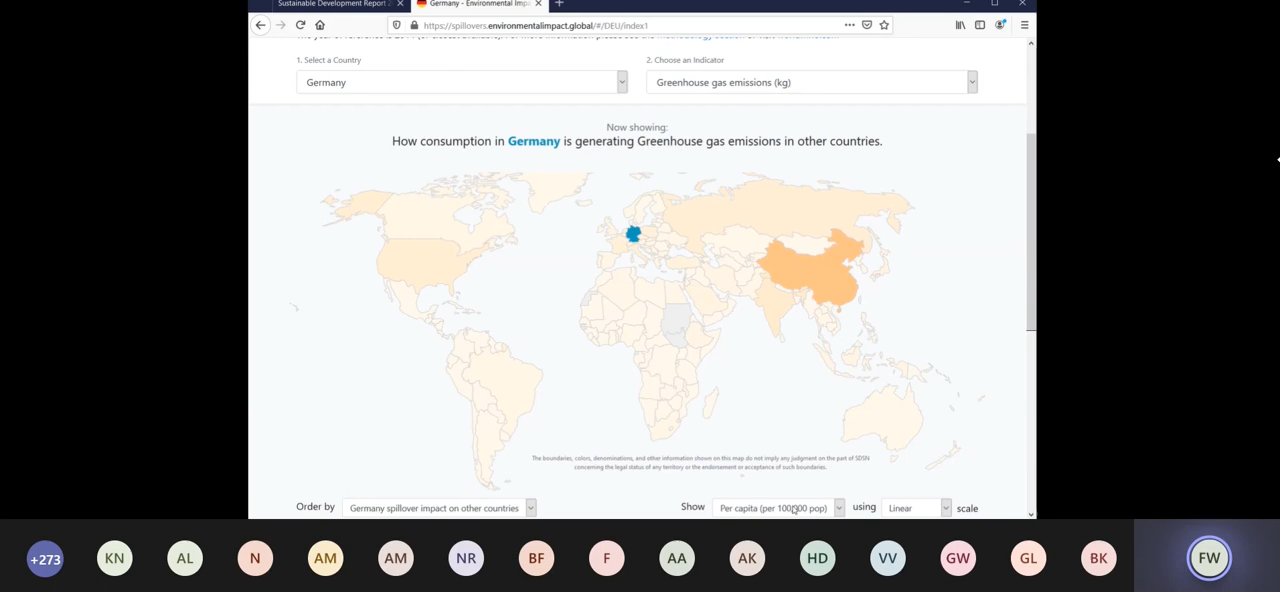 Sustainable Development Report
Germany - Environmental Impa
https://spillovers.environmentalimpact.global/#/DEU/index1
1. Select a Country
2. Choose an Indicator
Germany
Greenhouse gas emissions (kg)
Now showing:
How consumption in Germany is generating Greenhouse gas emissions in other countries.
The boundaries, colors, denominations, and other information shown on this map do not imply any judgment on the part of SDSN
concerning the legal status of any territory or the endorsement or acceptance of such boundaries.
Order by Germany spillover impact on other countries Show Per capita (per 100,000 pop) using Linear scale
+273 KN AL N AM AM NR BF F AA AK HD VV GW GL BK FW